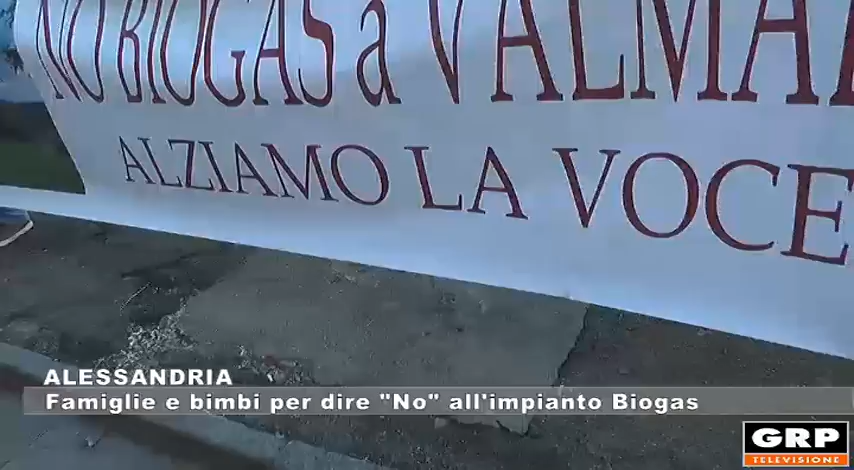 NO BIOGAS a VALMA
ALZIAMO LA VOCE
ALESSANDRIA
Famiglie e bimbi per dire "No" all'impianto Biogas
GRP
TELEVISIONE